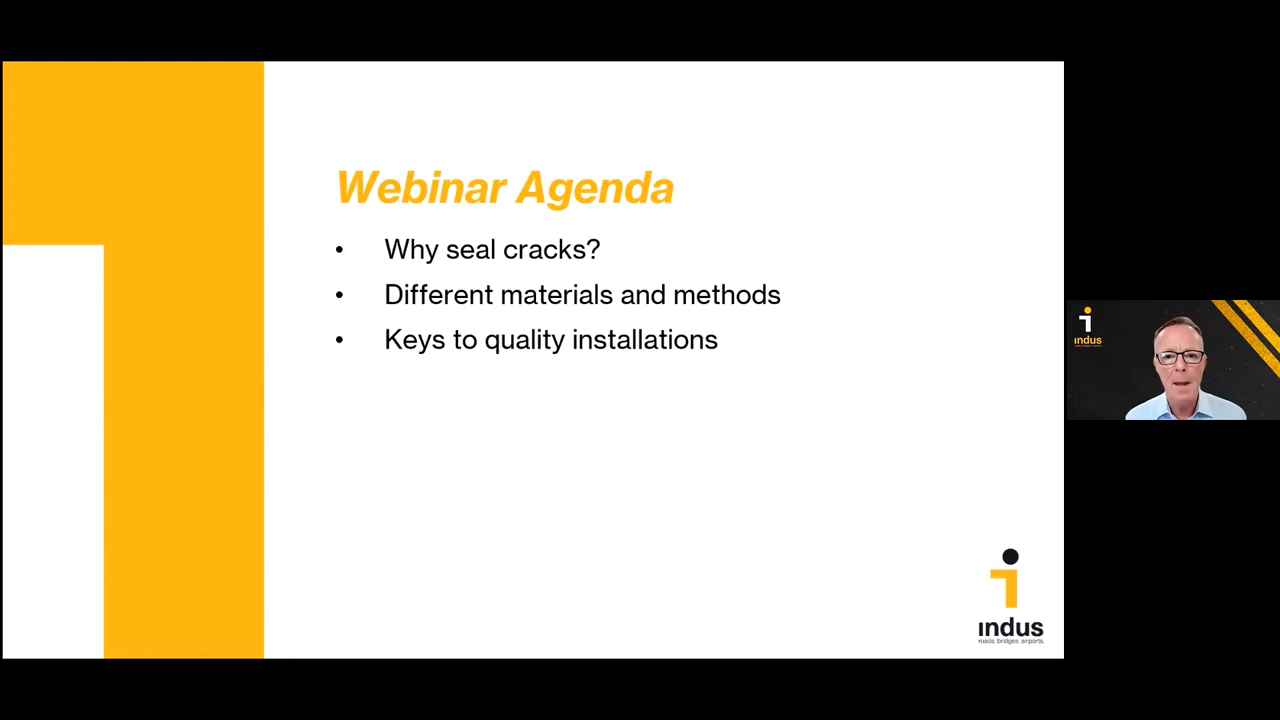 Webinar Agenda
• Why seal cracks?
• Different materials and methods
• Keys to quality installations
indus
roads. bridges. airports.
indus